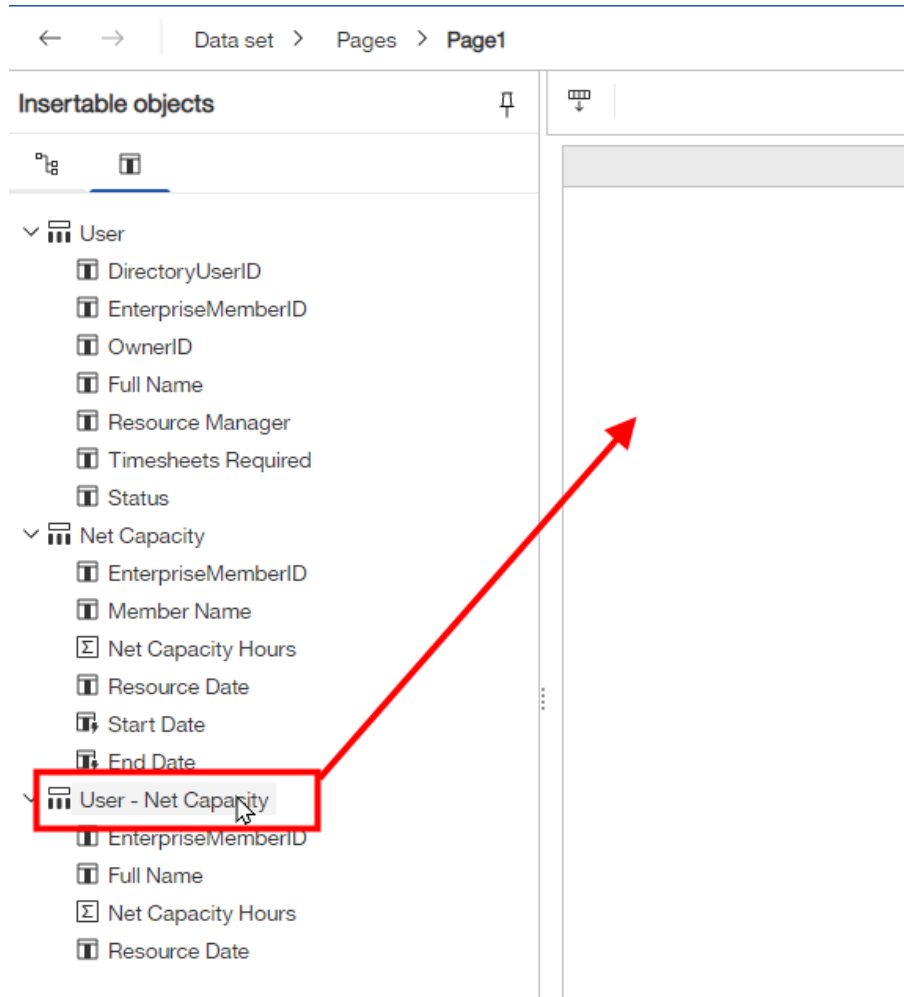 Data set > Pages > Page1
Insertable objects
User
DirectoryUserID
EnterpriseMemberID
OwnerID
Full Name
Resource Manager
Timesheets Required
Status
Net Capacity
EnterpriseMemberID
Member Name
Net Capacity Hours
Resource Date
Start Date
End Date
User - Net Capacity
EnterpriseMemberID
Full Name
Net Capacity Hours
Resource Date